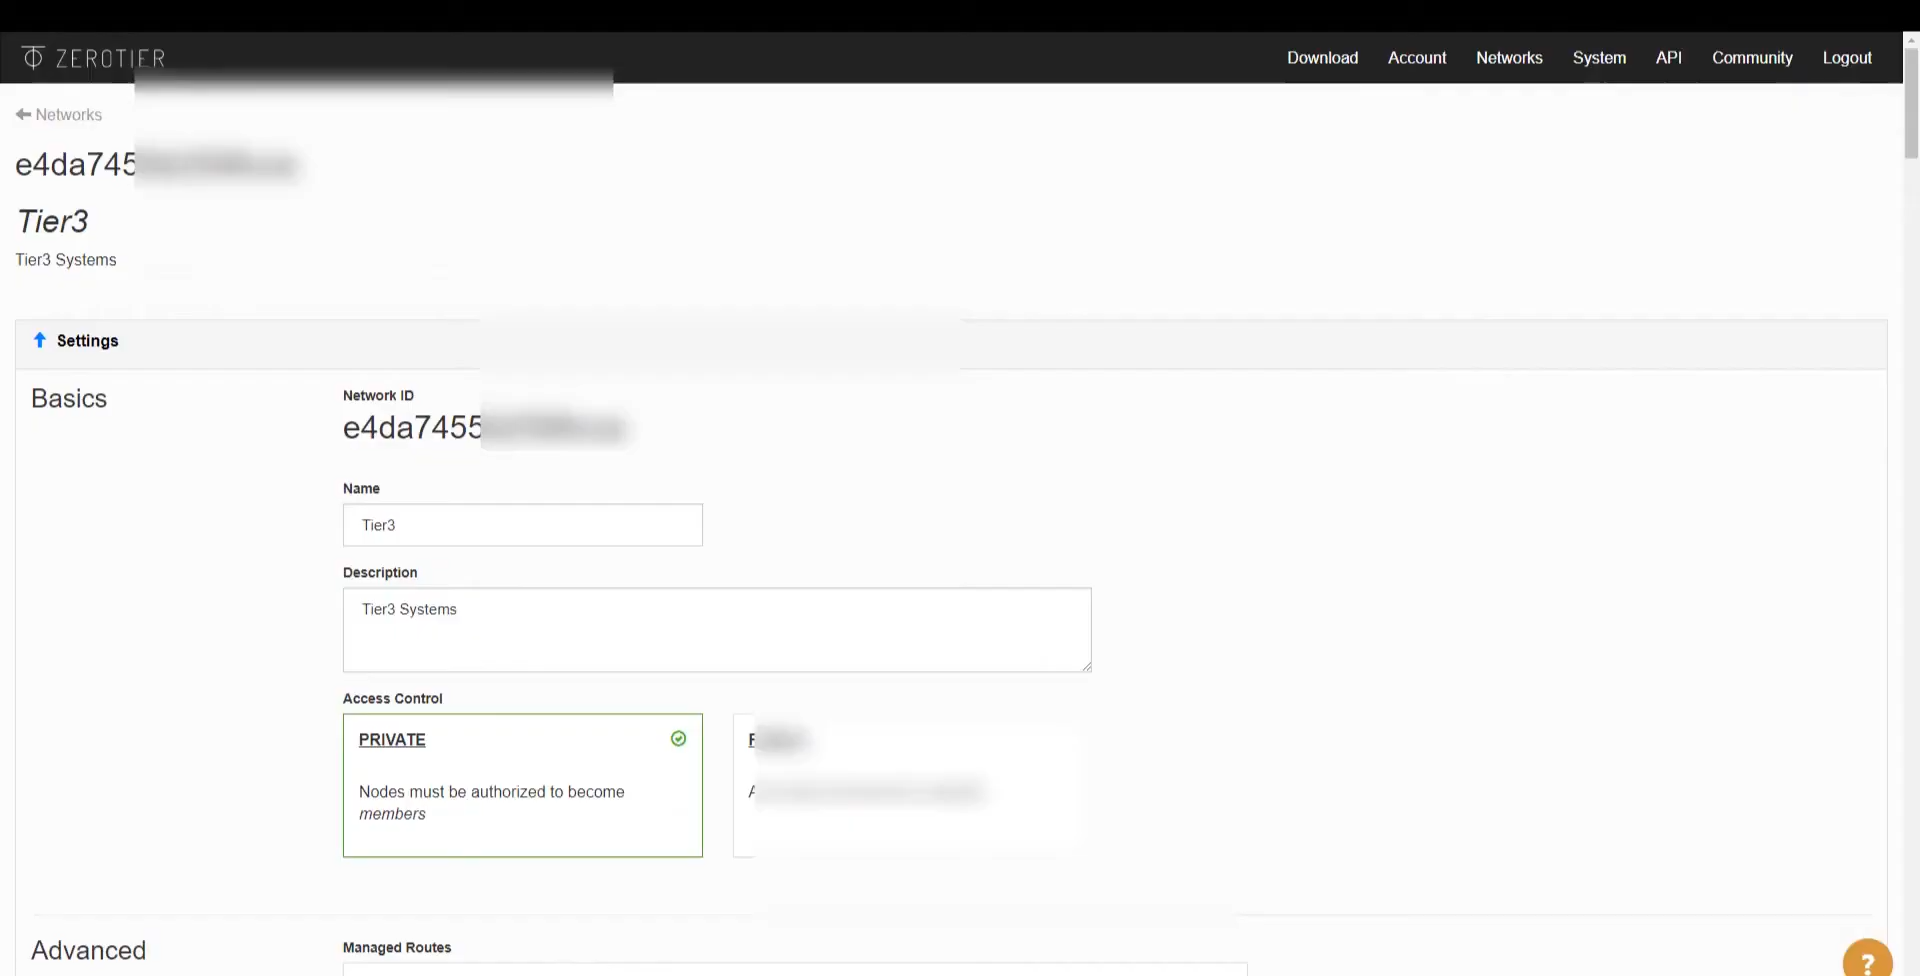 ZEROTIER
Download Account Networks System API Community Logout
Networks
e4da745
Tier3
Tier3 Systems
Settings
Basics
Network ID
e4da7455
Name
Tier3
Description
Tier3 Systems
Access Control
PRIVATE
Nodes must be authorized to become
members
Advanced
Managed Routes
?